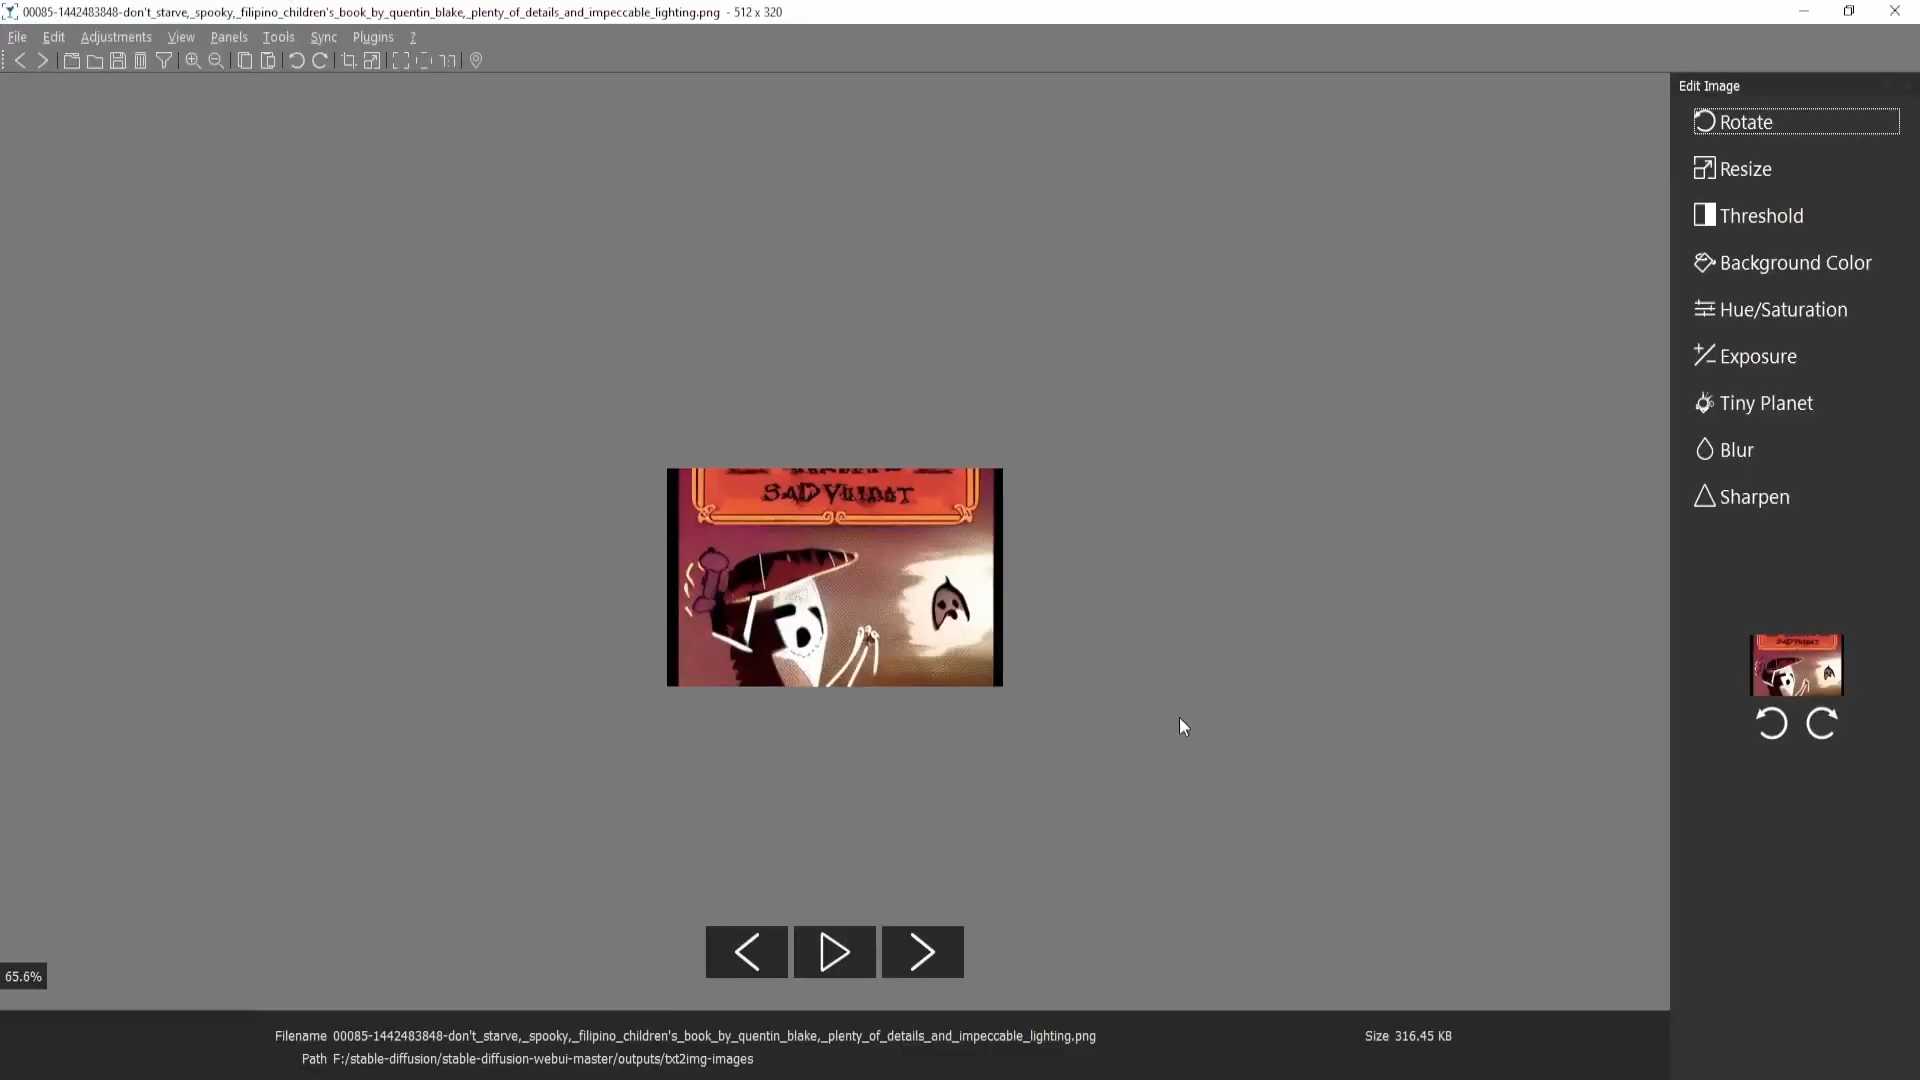 00085-1442483848-don't_starve,_spooky,_filipino_children's_book_by_quentin_blake,_plenty_of_details_and_impeccable_lighting.png - 512 x 320
File Edit Adjustments View Panels Tools Sync Plugins ?
Edit Image
Rotate
Resize
Threshold
Background Color
Hue/Saturation
Exposure
Tiny Planet
Blur
Sharpen
65.6%
Filename 00085-1442483848-don't_starve,_spooky,_filipino_children's_book_by_quentin_blake,_plenty_of_details_and_impeccable_lighting.png
Size 316.45 KB
Path F:/stable-diffusion/stable-diffusion-webui-master/outputs/txt2img-images